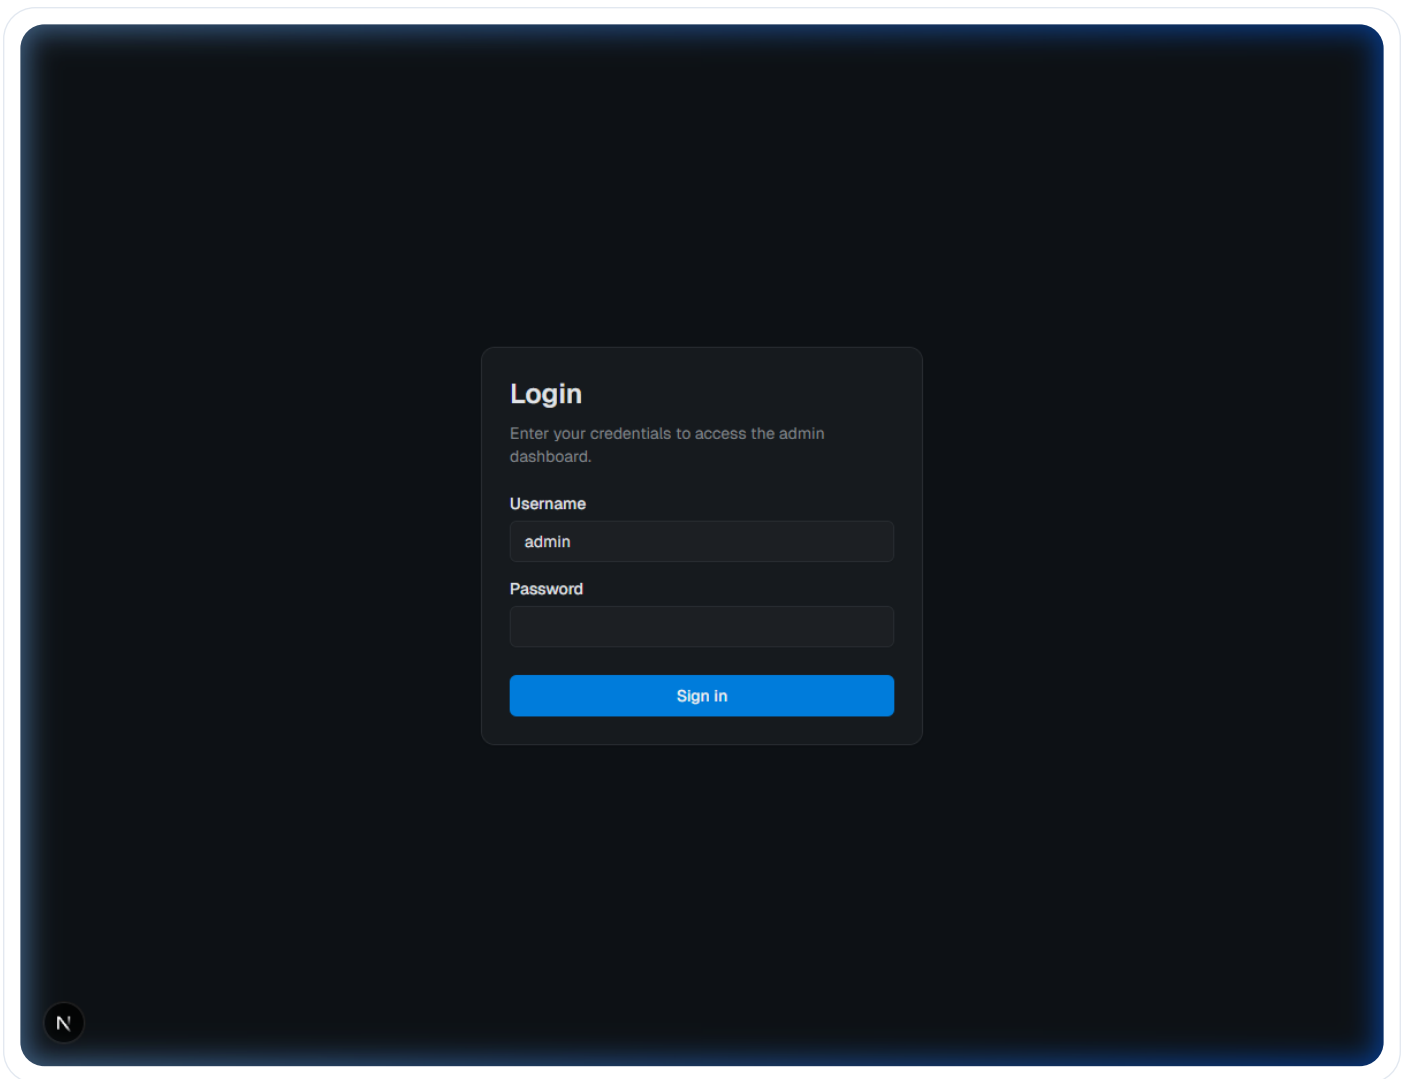 Login
Enter your credentials to access the admin
dashboard.
Username
admin
Password
Sign in
N